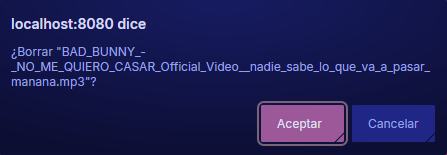 localhost:8080 dice
¿Borrar "BAD_BUNNY_-
_NO_ME_QUIERO_CASAR_Official_Video__nadie_sabe_lo_que_va_a_pasar_
manana.mp3"?
Aceptar
Cancelar